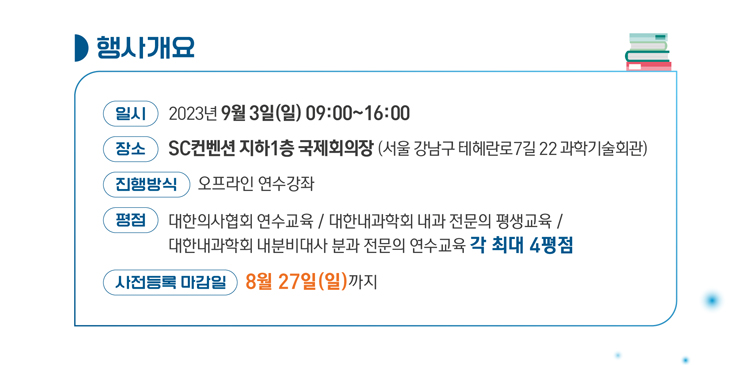 행사개요
일시 2023년 9월 3일(일) 09:00~16:00
장소 SC컨벤션 지하1층 국제회의장 (서울 강남구 테헤란로7길 22 과학기술회관)
진행방식 오프라인 연수강좌
평점 대한의사협회 연수교육 / 대한내과학회 내과 전문의 평생교육 /
대한내과학회 내분비대사 분과 전문의 연수교육 각 최대 4평점
사전등록 마감일 8월 27일(일)까지